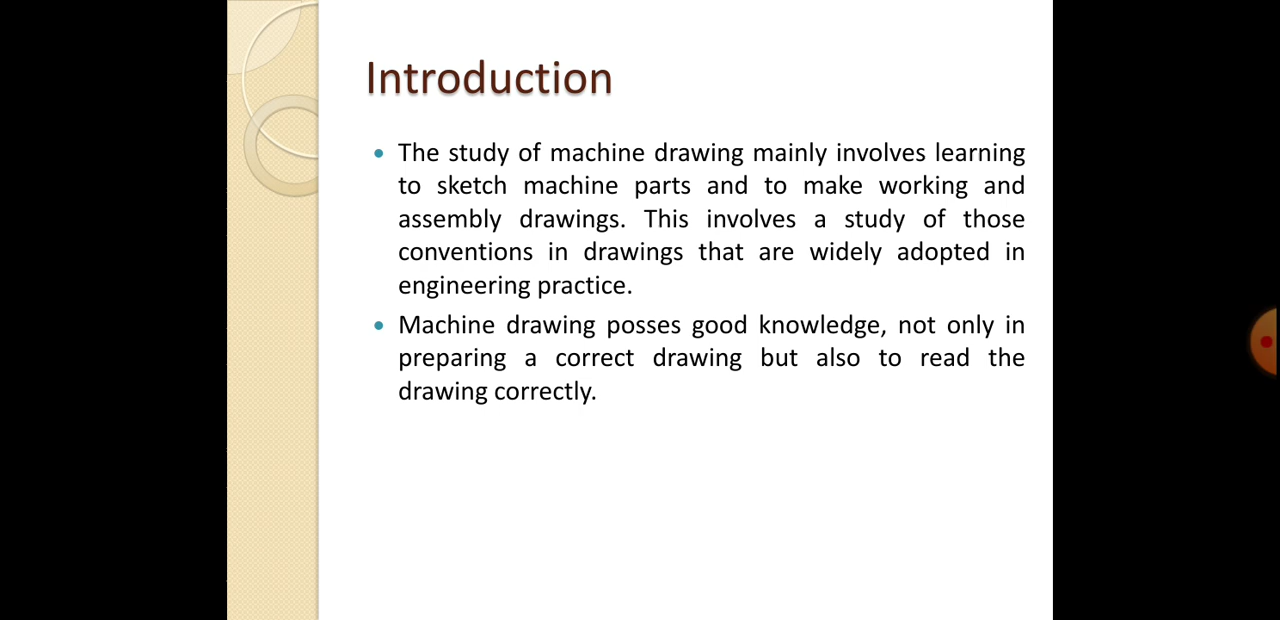 Introduction
The study of machine drawing mainly involves learning
to sketch machine parts and to make working and
assembly drawings. This involves a study of those
conventions in drawings that are widely adopted in
engineering practice.
Machine drawing posses good knowledge, not only in
preparing a correct drawing but also to read the
drawing correctly.